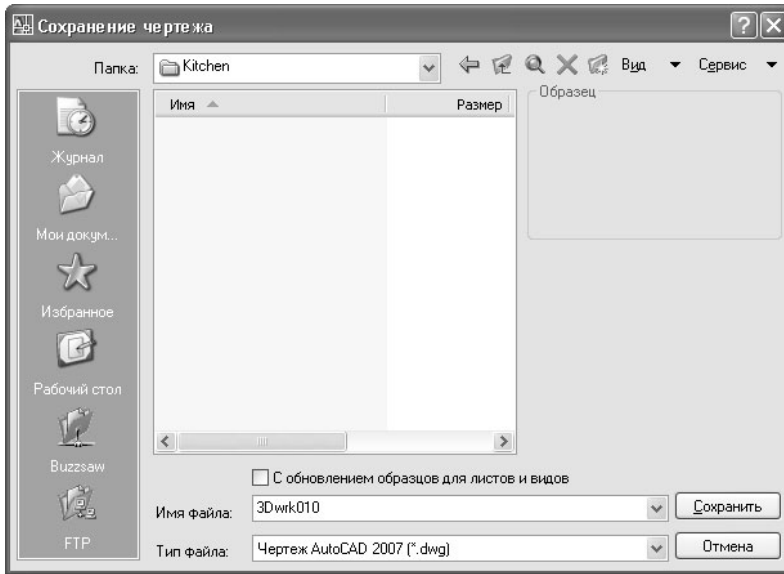 Сохранение чертежа
Папка: Kitchen Вид Сервис
Имя Размер Образец
Журнал
Мои докум...
Избранное
Рабочий стол
Buzzsaw
FTP
С обновлением образцов для листов и видов
Имя файла: 3Dwrk010 Сохранить
Тип файла: Чертеж AutoCAD 2007 (*.dwg) Отмена